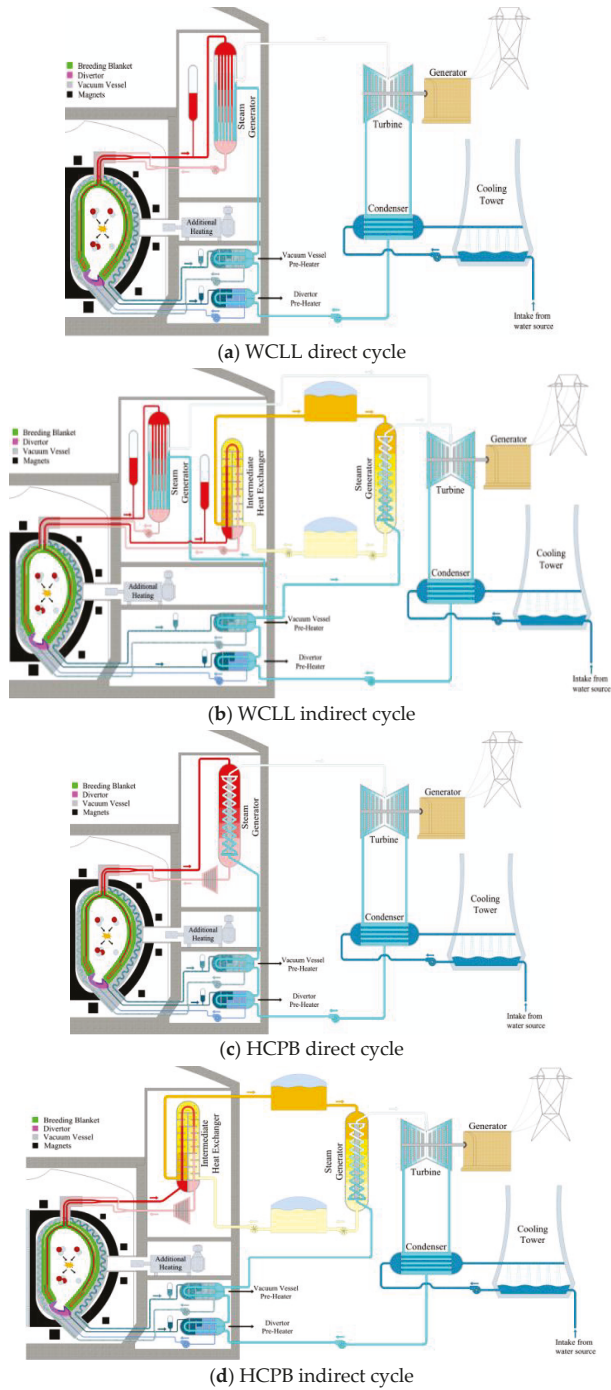 Breeding Blanket
Divertor
Vacuum Vessel
Magnets
Steam
Generator
Additional
Heating
Vacuum Vessel
Pre-Heater
Divertor
Pre-Heater
Turbine
Generator
Condenser
Cooling
Tower
Intake from
water source
(a) WCLL direct cycle
Breeding Blanket
Divertor
Vacuum Vessel
Magnets
Steam
Generator
Intermediate
Heat Exchanger
Steam
Generator
Additional
Heating
Vacuum Vessel
Pre-Heater
Divertor
Pre-Heater
Turbine
Generator
Condenser
Cooling
Tower
Intake from
water source
(b) WCLL indirect cycle
Breeding Blanket
Divertor
Vacuum Vessel
Magnets
Steam
Generator
Additional
Heating
Vacuum Vessel
Pre-Heater
Divertor
Pre-Heater
Turbine
Generator
Condenser
Cooling
Tower
Intake from
water source
(c) HCPB direct cycle
Breeding Blanket
Divertor
Vacuum Vessel
Magnets
Intermediate
Heat Exchanger
Steam
Generator
Additional
Heating
Vacuum Vessel
Pre-Heater
Divertor
Pre-Heater
Turbine
Generator
Condenser
Cooling
Tower
Intake from
water source
(d) HCPB indirect cycle